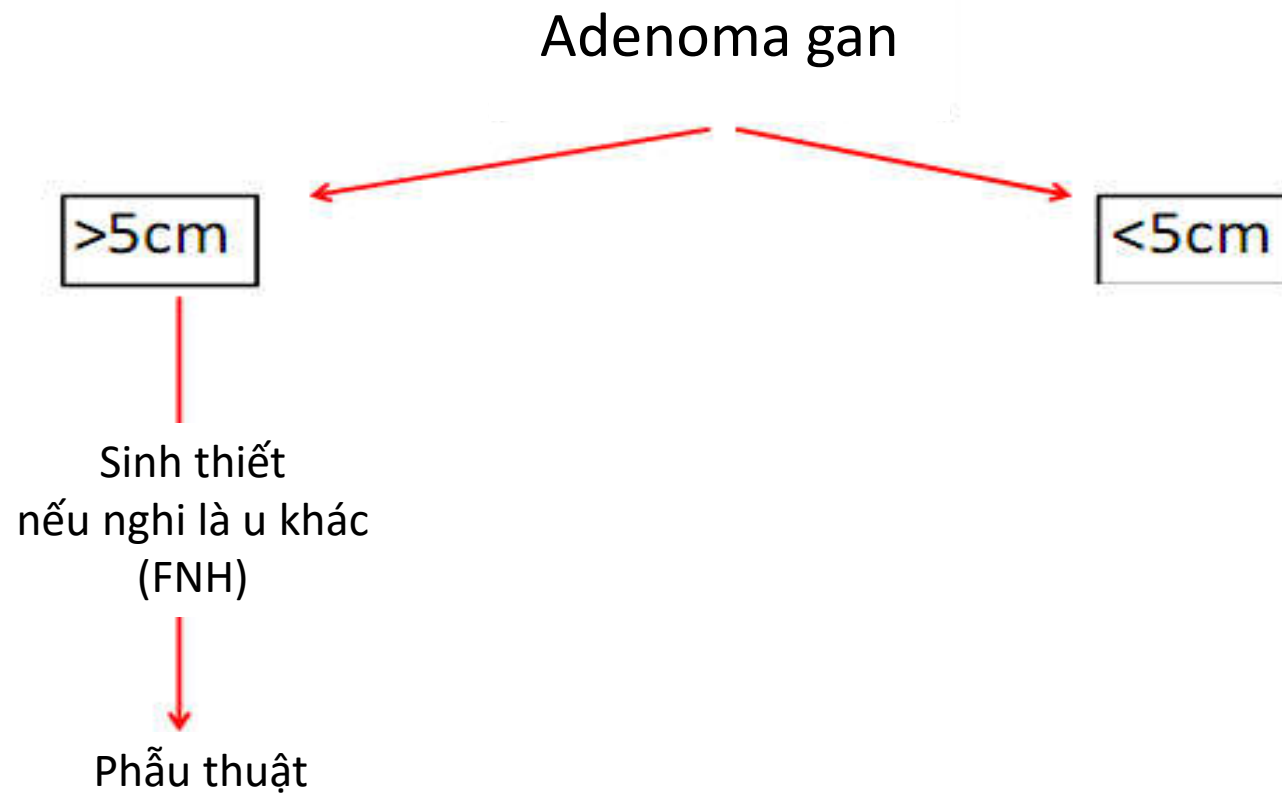 Adenoma gan
>5cm
<5cm
Sinh thiết
nếu nghi là u khác
(FNH)
Phẫu thuật